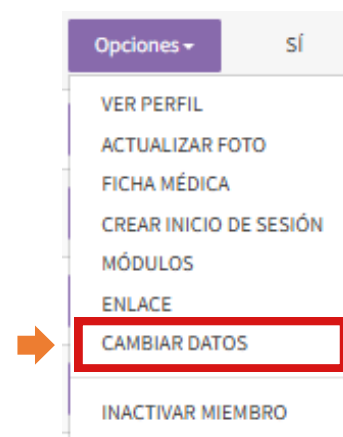 Opciones SÍ
VER PERFIL
ACTUALIZAR FOTO
FICHA MÉDICA
CREAR INICIO DE SESIÓN
MÓDULOS
ENLACE
CAMBIAR DATOS
INACTIVAR MIEMBRO